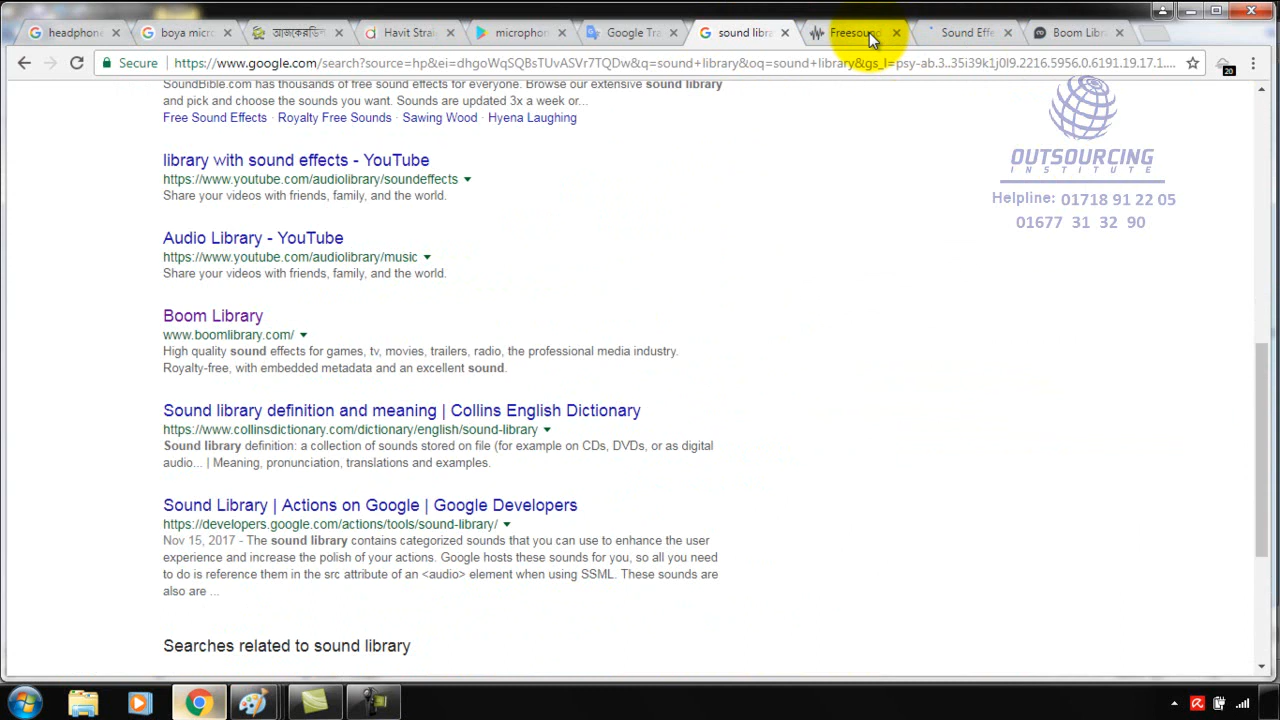 headphone
boya micro
আজকেরডিল
Havit Strai
microphon
Google Tra
sound libra
Freesoun
Sound Effe
Boom Libra
Secure
https://www.google.com/search?source=hp&ei=dhgoWqSQBsTUvASVr7TQDw&q=sound+library&oq=sound+library&gs_l=psy-ab.3..35i39k1j0l9.2216.5956.0.6191.19.17.1....
20
SoundBible.com has thousands of free sound effects for everyone. Browse our extensive sound library
and pick and choose the sounds you want. Sounds are updated 3x a week or...
Free Sound Effects · Royalty Free Sounds · Sawing Wood · Hyena Laughing
OUTSOURCING
INSTITUTE
Helpline: 01718 91 22 05
01677 31 32 90
library with sound effects - YouTube
https://www.youtube.com/audiolibrary/soundeffects
Share your videos with friends, family, and the world.
Audio Library - YouTube
https://www.youtube.com/audiolibrary/music
Share your videos with friends, family, and the world.
Boom Library
www.boomlibrary.com/
High quality sound effects for games, tv, movies, trailers, radio, the professional media industry.
Royalty-free, with embedded metadata and an excellent sound.
Sound library definition and meaning | Collins English Dictionary
https://www.collinsdictionary.com/dictionary/english/sound-library
Sound library definition: a collection of sounds stored on file (for example on CDs, DVDs, or as digital
audio... | Meaning, pronunciation, translations and examples.
Sound Library | Actions on Google | Google Developers
https://developers.google.com/actions/tools/sound-library/
Nov 15, 2017 - The sound library contains categorized sounds that you can use to enhance the user
experience and increase the polish of your actions. Google hosts these sounds for you, so all you need
to do is reference them in the src attribute of an <audio> element when using SSML. These sounds are
also are ...
Searches related to sound library